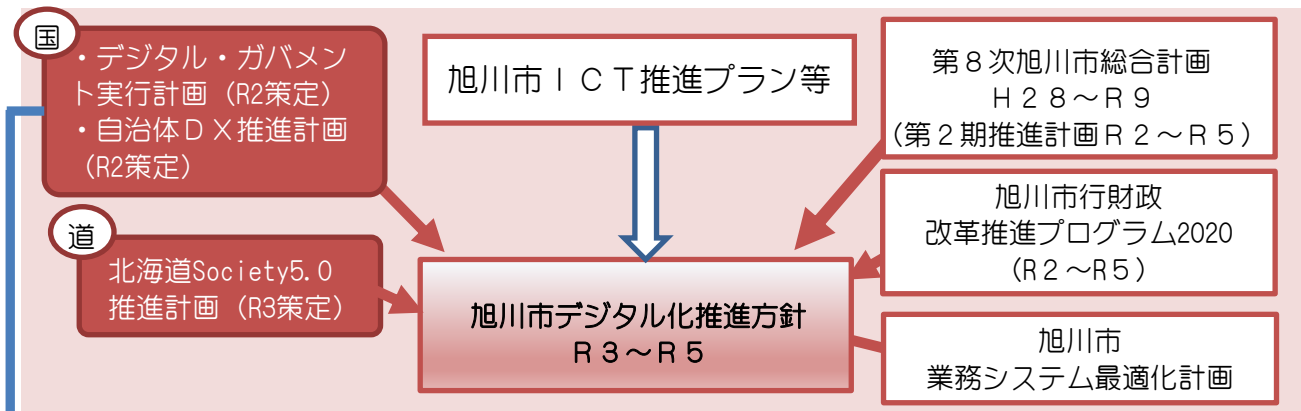 国
・デジタル・ガバメン
ト実行計画（R2策定）
・自治体ＤＸ推進計画
（R2策定）
道
北海道Society5.0
推進計画（R3策定）
旭川市ＩＣＴ推進プラン等
旭川市デジタル化推進方針
Ｒ３～Ｒ５
第８次旭川市総合計画
Ｈ２８～Ｒ９
（第２期推進計画Ｒ２～Ｒ５）
旭川市行財政
改革推進プログラム2020
（Ｒ２～Ｒ５）
旭川市
業務システム最適化計画